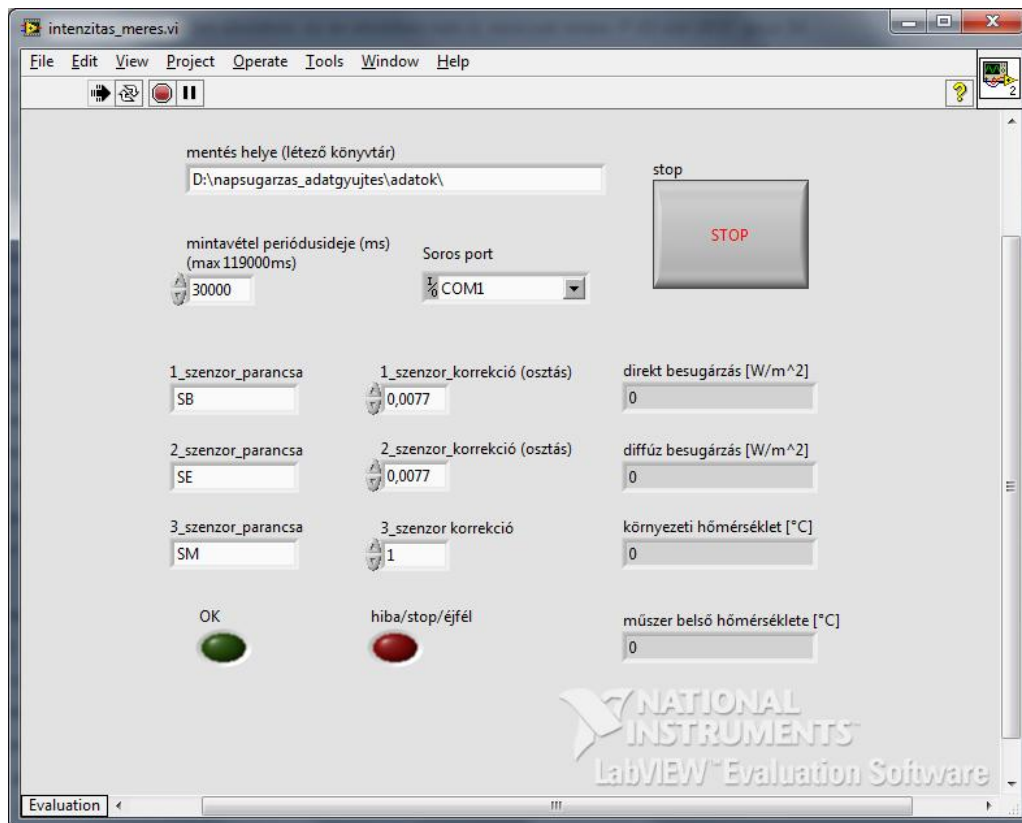 intenzitas_meres.vi
File Edit View Project Operate Tools Window Help
2
mentés helye (létező könyvtár)
D:\napsugarzas_adatgyujtes\adatok\
stop
STOP
mintavétel periódusideje (ms)
(max 119000ms)
30000
Soros port
COM1
1_szenzor_parancsa 1_szenzor_korrekció (osztás) direkt besugárzás [W/m^2]
SB 0,0077 0
2_szenzor_parancsa 2_szenzor_korrekció (osztás) diffúz besugárzás [W/m^2]
SE 0,0077 0
3_szenzor_parancsa 3_szenzor korrekció környezeti hőmérséklet [°C]
SM 1 0
OK hiba/stop/éjfél műszer belső hőmérséklete [°C]
0
NATIONAL
INSTRUMENTS™
LabVIEW™ Evaluation Software
Evaluation